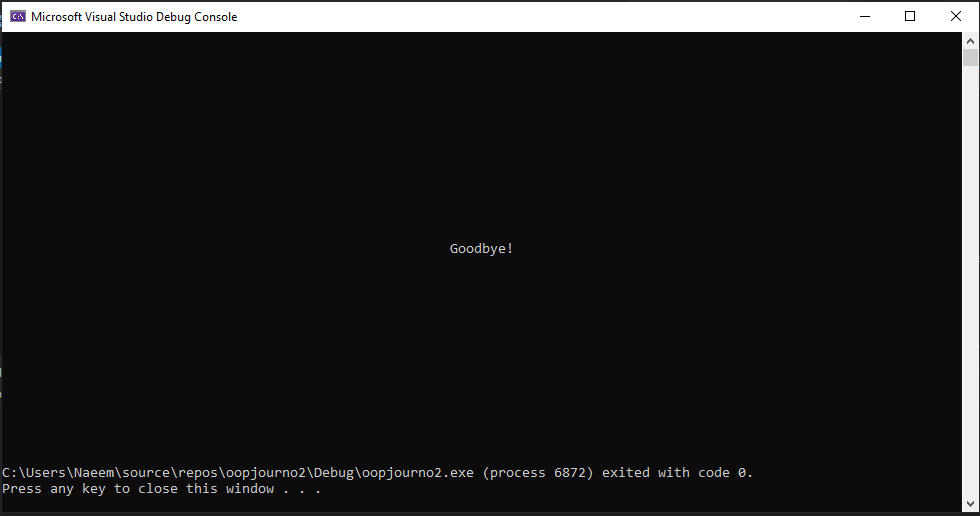 Microsoft Visual Studio Debug Console
Goodbye!
C:\Users\Naeem\source\repos\oopjourno2\Debug\oopjourno2.exe (process 6872) exited with code 0.
Press any key to close this window . . .